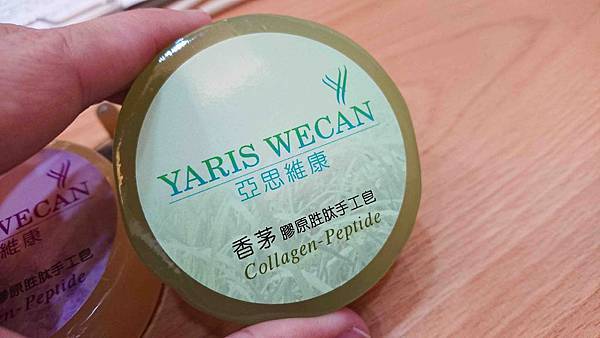 YARIS WECAN
亞思維康
香茅 膠原胜肽手工皂
Collagen-Peptide
WECAN
維康
膠原胜肽手工皂
en-Peptide